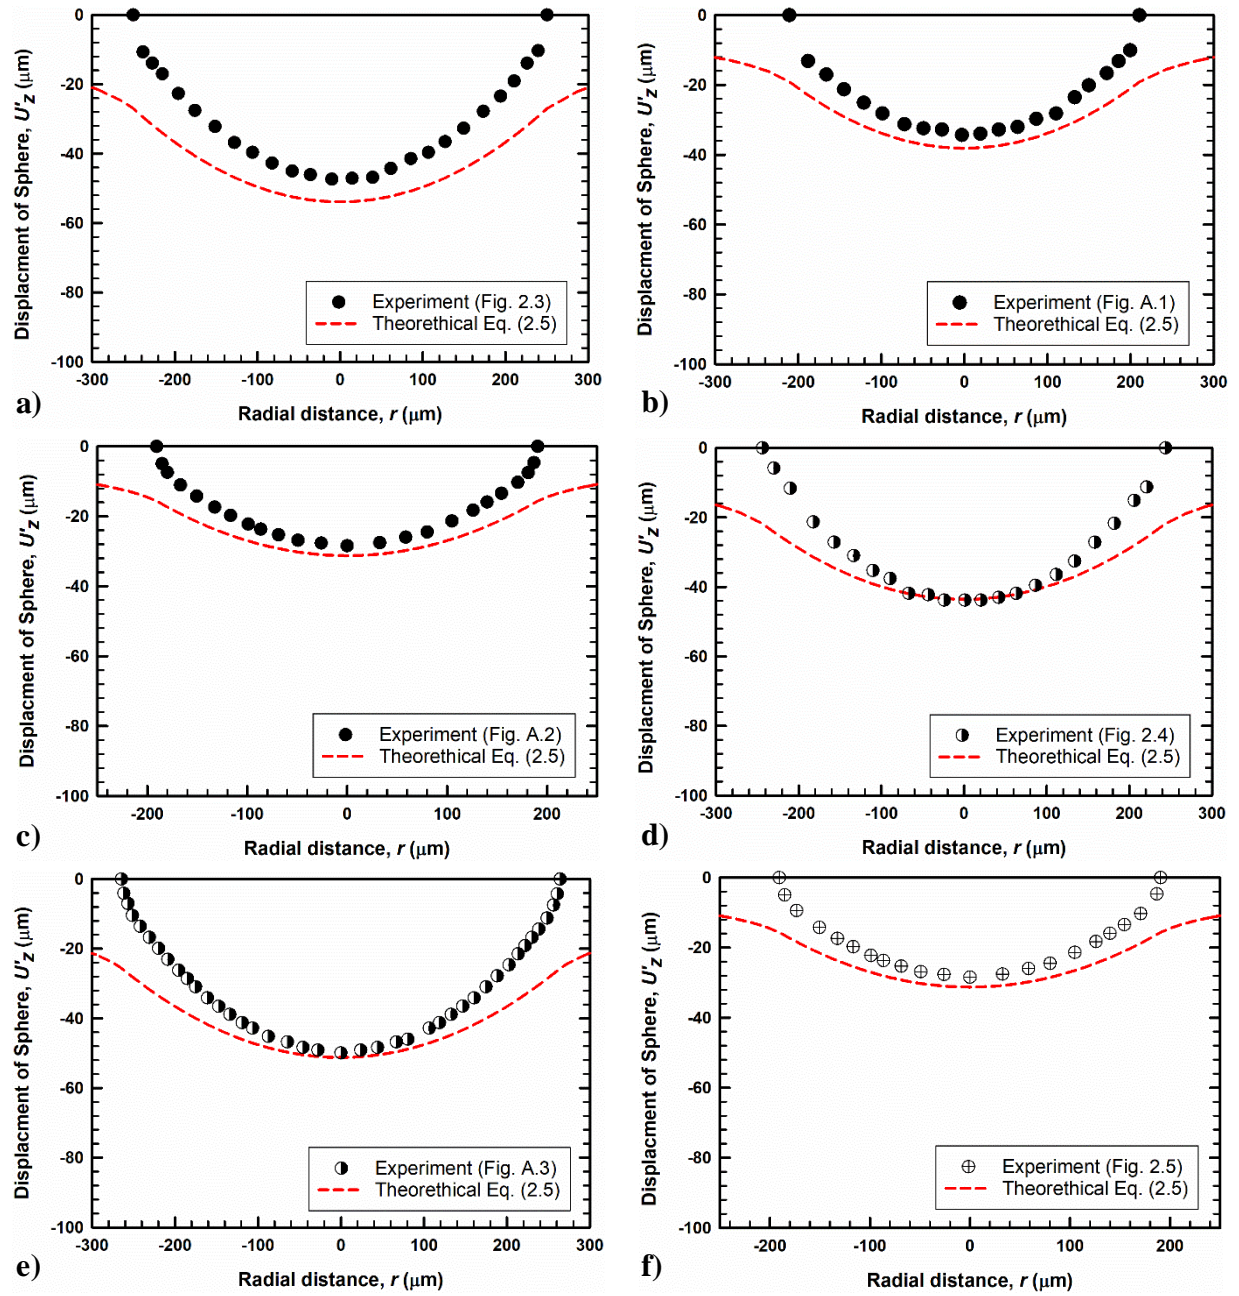 Displacment of Sphere, U'z (μm)
0
-20
-40
-60
-80
-100
Experiment (Fig. 2.3)
Theorethical Eq. (2.5)
-300 -200 -100 0 100 200 300
a)
Radial distance, r (μm)
Displacment of Sphere, U'z (μm)
0
-20
-40
-60
-80
-100
Experiment (Fig. A.1)
Theorethical Eq. (2.5)
-300 -200 -100 0 100 200 300
b)
Radial distance, r (μm)
Displacment of Sphere, U'z (μm)
0
-20
-40
-60
-80
-100
Experiment (Fig. A.2)
Theorethical Eq. (2.5)
-200 -100 0 100 200
c)
Radial distance, r (μm)
Displacment of Sphere, U'z (μm)
0
-20
-40
-60
-80
-100
Experiment (Fig. 2.4)
Theorethical Eq. (2.5)
-300 -200 -100 0 100 200 300
d)
Radial distance, r (μm)
Displacment of Sphere, U'z (μm)
0
-20
-40
-60
-80
-100
Experiment (Fig. A.3)
Theorethical Eq. (2.5)
-300 -200 -100 0 100 200 300
e)
Radial distance, r (μm)
Displacment of Sphere, U'z (μm)
0
-20
-40
-60
-80
-100
Experiment (Fig. 2.5)
Theorethical Eq. (2.5)
-200 -100 0 100 200
f)
Radial distance, r (μm)